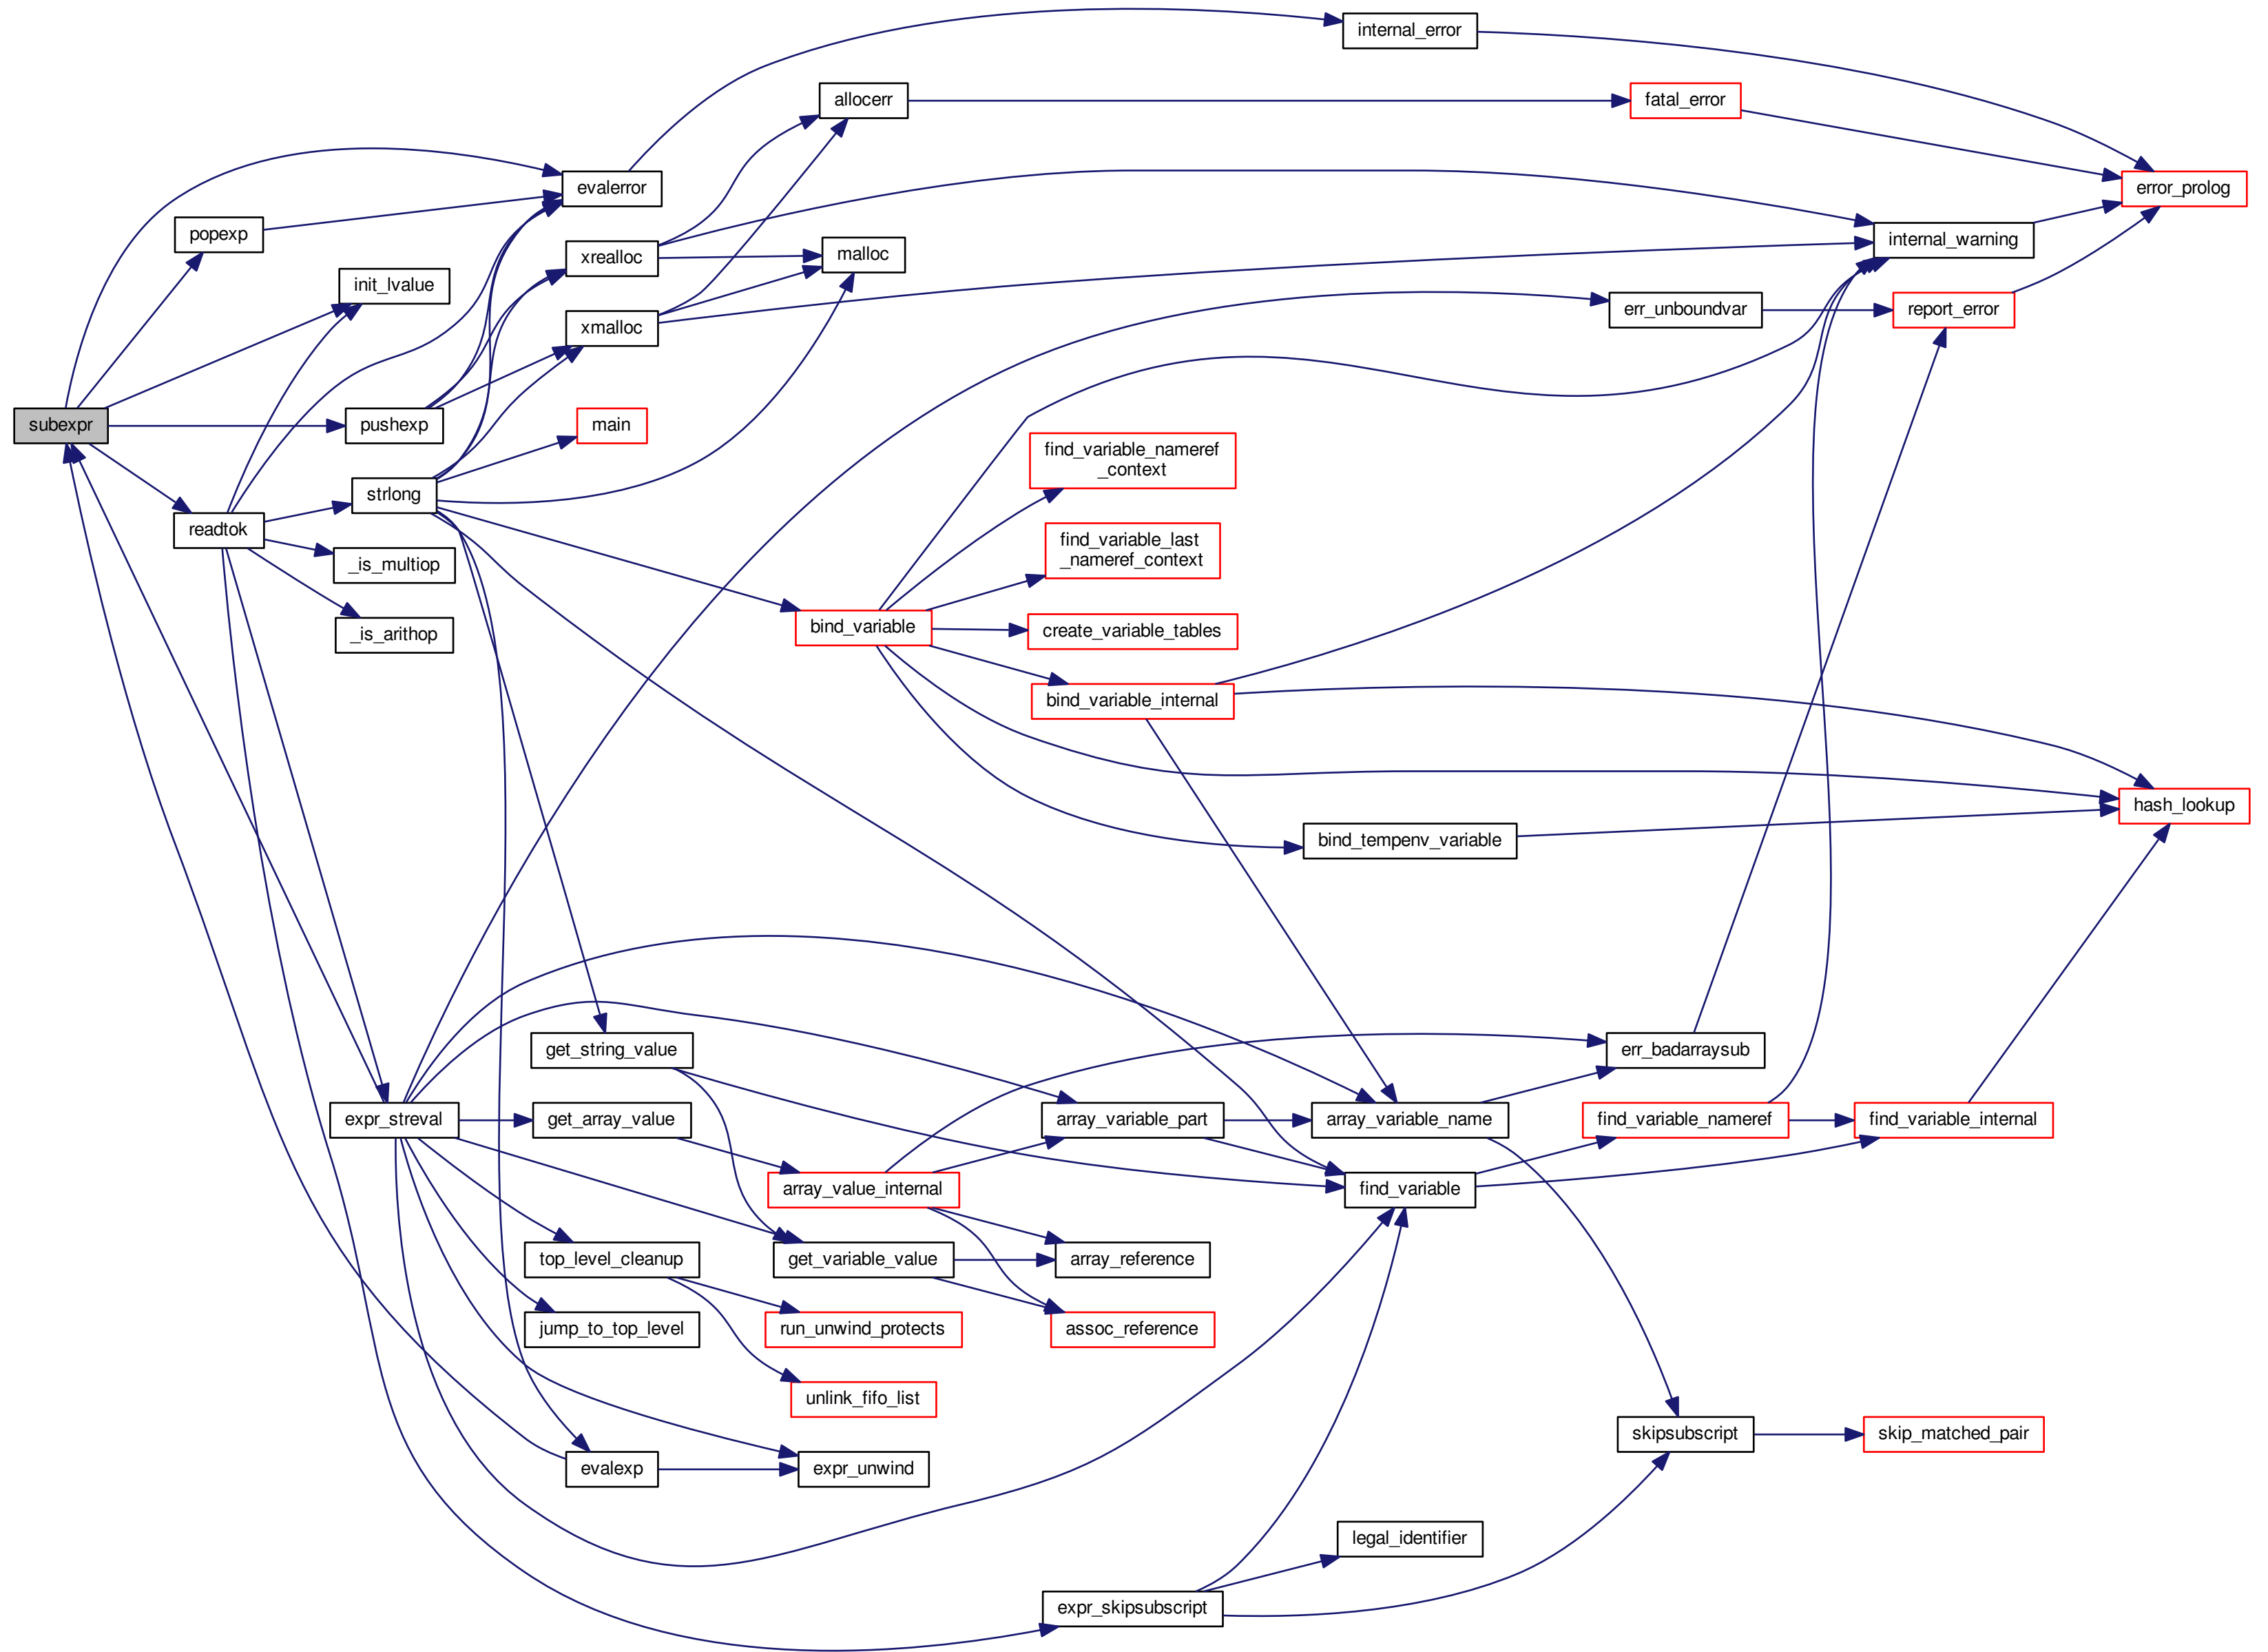 internal_error
allocerr
fatal_error
evalerror
error_prolog
popexp
internal_warning
xrealloc
malloc
init_lvalue
err_unboundvar
report_error
xmalloc
subexpr
pushexp
main
find_variable_nameref
_context
strlong
readtok
find_variable_last
_nameref_context
_is_multiop
_is_arithop
bind_variable
create_variable_tables
bind_variable_internal
hash_lookup
bind_tempenv_variable
get_string_value
err_badarraysub
expr_streval
get_array_value
array_variable_part
array_variable_name
find_variable_nameref
find_variable_internal
array_value_internal
find_variable
top_level_cleanup
get_variable_value
array_reference
jump_to_top_level
run_unwind_protects
assoc_reference
unlink_fifo_list
skipsubscript
skip_matched_pair
evalexp
expr_unwind
legal_identifier
expr_skipsubscript